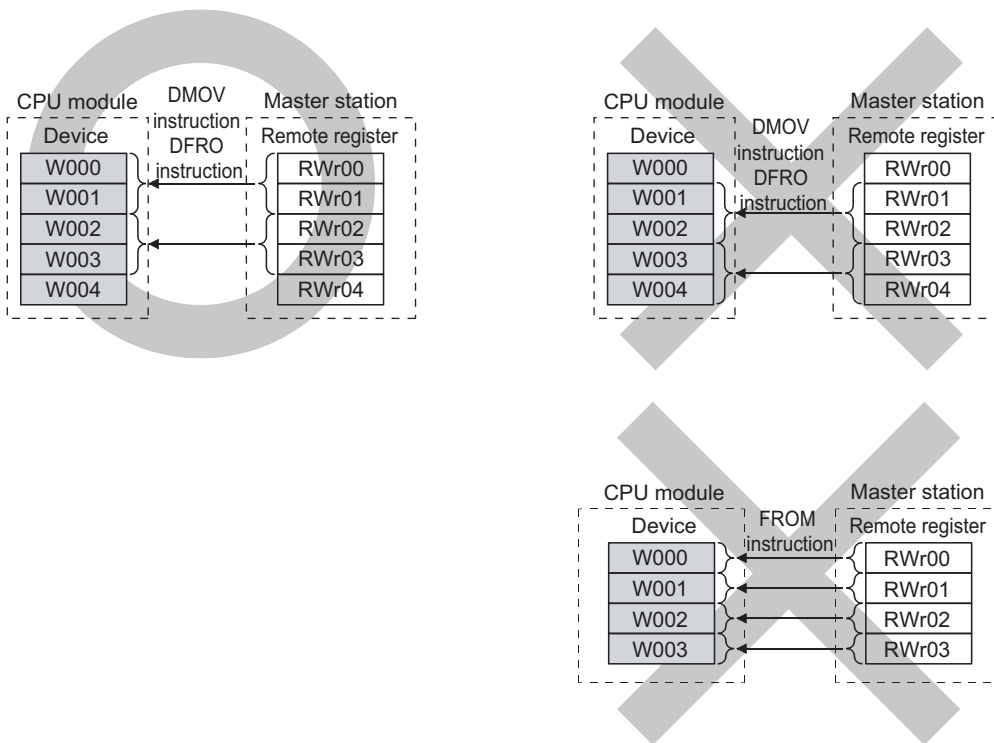 CPU module
DMOV
instruction
DFRO
instruction
Master station
Device
Remote register
W000
RWr00
W001
RWr01
W002
RWr02
W003
RWr03
W004
RWr04
CPU module
DMOV
instruction
DFRO
instruction
Master station
Device
Remote register
W000
RWr00
W001
RWr01
W002
RWr02
W003
RWr03
W004
RWr04
CPU module
FROM
instruction
Master station
Device
Remote register
W000
RWr00
W001
RWr01
W002
RWr02
W003
RWr03